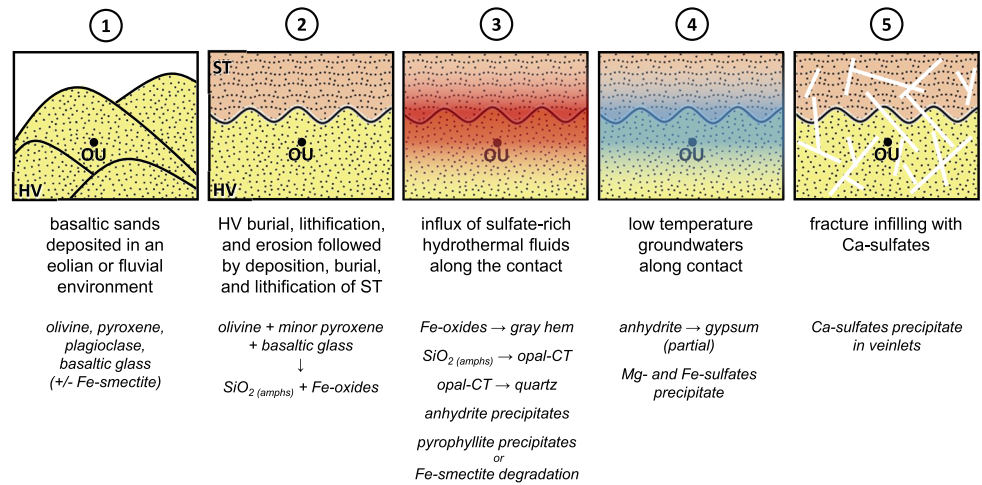 1
2
3
4
5
OU
HV
ST
OU
HV
OU
OU
OU
basaltic sands
deposited in an
eolian or fluvial
environment
HV burial, lithification,
and erosion followed
by deposition, burial,
and lithification of ST
influx of sulfate-rich
hydrothermal fluids
along the contact
low temperature
groundwaters
along contact
fracture infilling with
Ca-sulfates
olivine, pyroxene,
plagioclase,
basaltic glass
(+/- Fe-smectite)
olivine + minor pyroxene
+ basaltic glass
↓
SiO2 (amphs) + Fe-oxides
Fe-oxides → gray hem
SiO2 (amphs) → opal-CT
opal-CT → quartz
anhydrite precipitates
pyrophyllite precipitates
or
Fe-smectite degradation
anhydrite → gypsum
(partial)
Mg- and Fe-sulfates
precipitate
Ca-sulfates precipitate
in veinlets